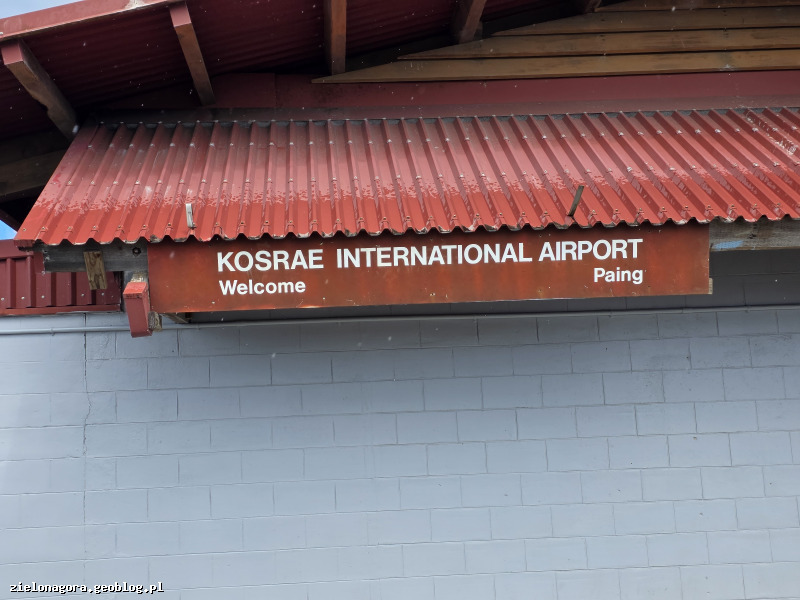 KOSRAE INTERNATIONAL AIRPORT
Welcome Paing
zielonagora.geoblog.pl